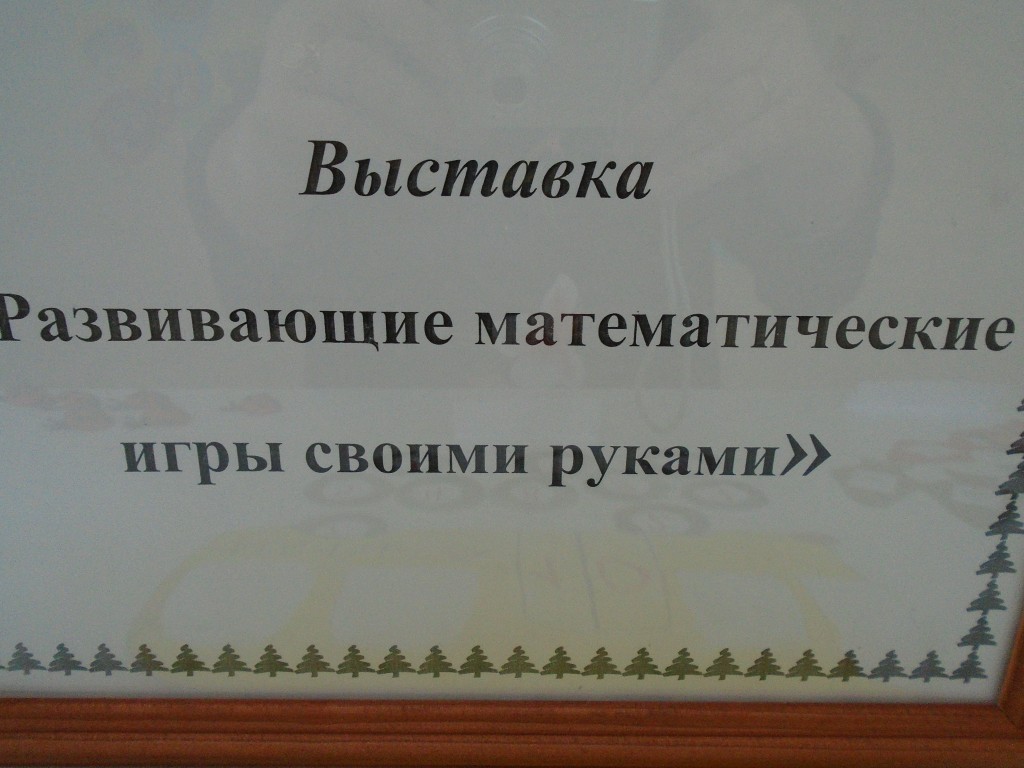 Выставка
Развивающие математические
игры своими руками»